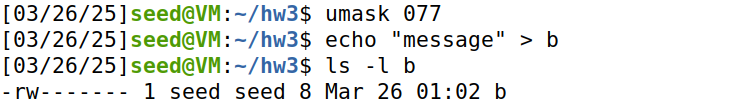 [03/26/25]seed@VM:~/hw3$ umask 077
[03/26/25]seed@VM:~/hw3$ echo "message" > b
[03/26/25]seed@VM:~/hw3$ ls -l b
-rw------- 1 seed seed 8 Mar 26 01:02 b